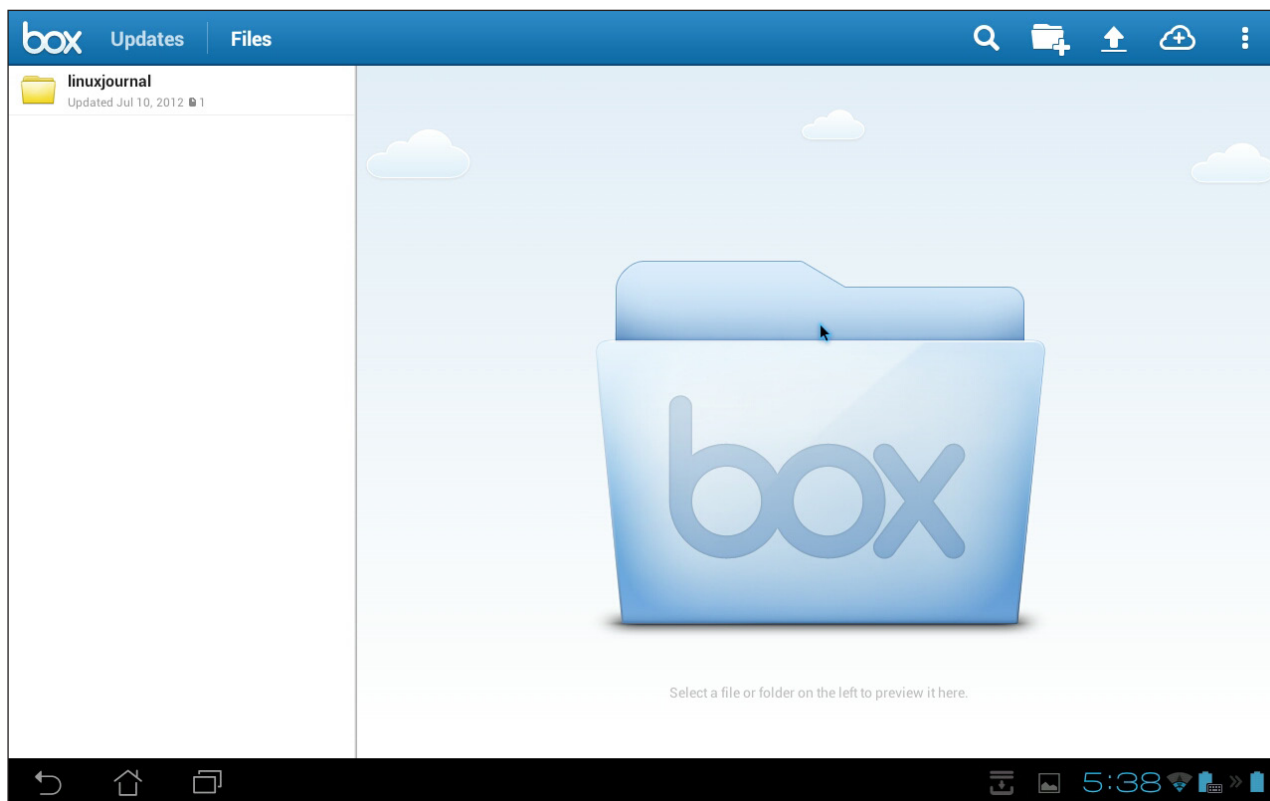 box Updates Files
linuxjournal
Updated Jul 10, 2012 1
box
Select a file or folder on the left to preview it here.
5:38